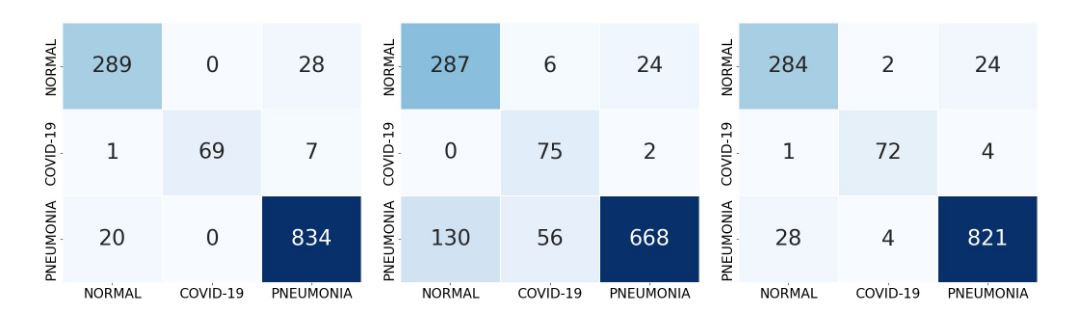 NORMAL 289 0 28
COVID-19 1 69 7
PNEUMONIA 20 0 834
NORMAL COVID-19 PNEUMONIA
NORMAL 287 6 24
COVID-19 0 75 2
PNEUMONIA 130 56 668
NORMAL COVID-19 PNEUMONIA
NORMAL 284 2 24
COVID-19 1 72 4
PNEUMONIA 28 4 821
NORMAL COVID-19 PNEUMONIA